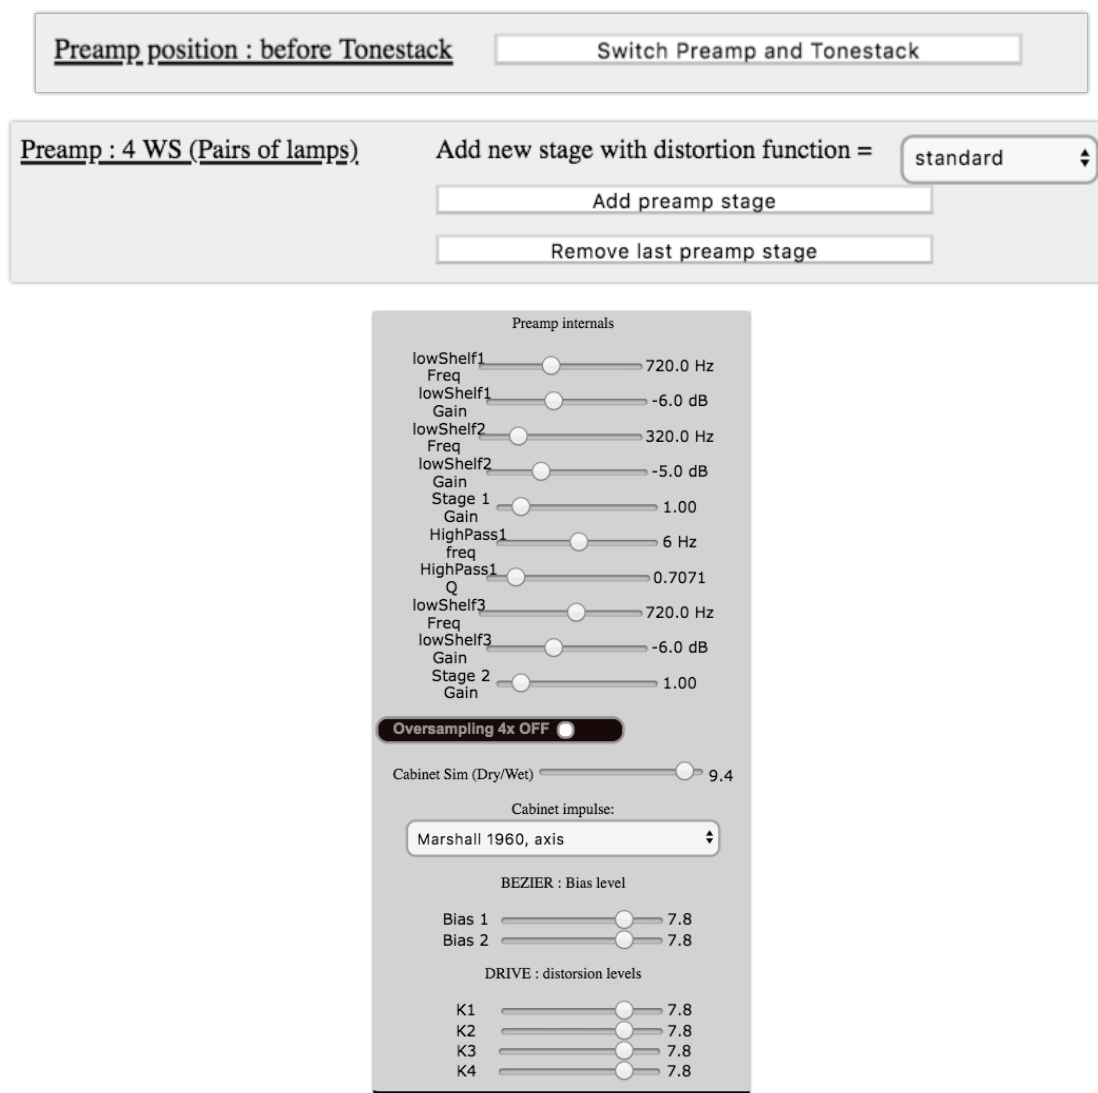 Preamp position : before Tonestack
Switch Preamp and Tonestack
Preamp : 4 WS (Pairs of lamps)
Add new stage with distortion function =
standard
Add preamp stage
Remove last preamp stage
Preamp internals
lowShelf1
Freq
720.0 Hz
lowShelf1
Gain
-6.0 dB
lowShelf2
Freq
320.0 Hz
lowShelf2
Gain
-5.0 dB
Stage 1
Gain
1.00
HighPass1
freq
6 Hz
HighPass1
Q
0.7071
lowShelf3
Freq
720.0 Hz
lowShelf3
Gain
-6.0 dB
Stage 2
Gain
1.00
Oversampling 4x OFF
Cabinet Sim (Dry/Wet)
9.4
Cabinet impulse:
Marshall 1960, axis
BEZIER : Bias level
Bias 1 7.8
Bias 2 7.8
DRIVE : distorsion levels
K1 7.8
K2 7.8
K3 7.8
K4 7.8